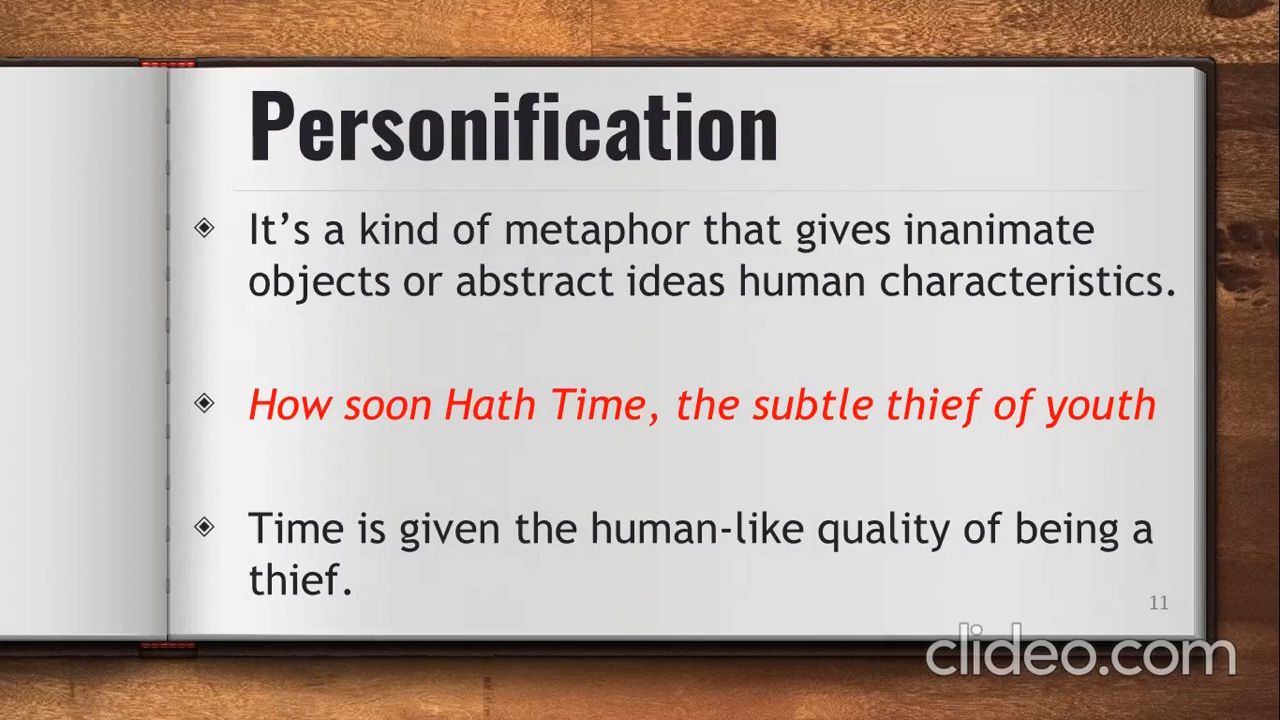 Personification
It’s a kind of metaphor that gives inanimate
objects or abstract ideas human characteristics.
How soon Hath Time, the subtle thief of youth
Time is given the human-like quality of being a
thief.
11
clideo.com